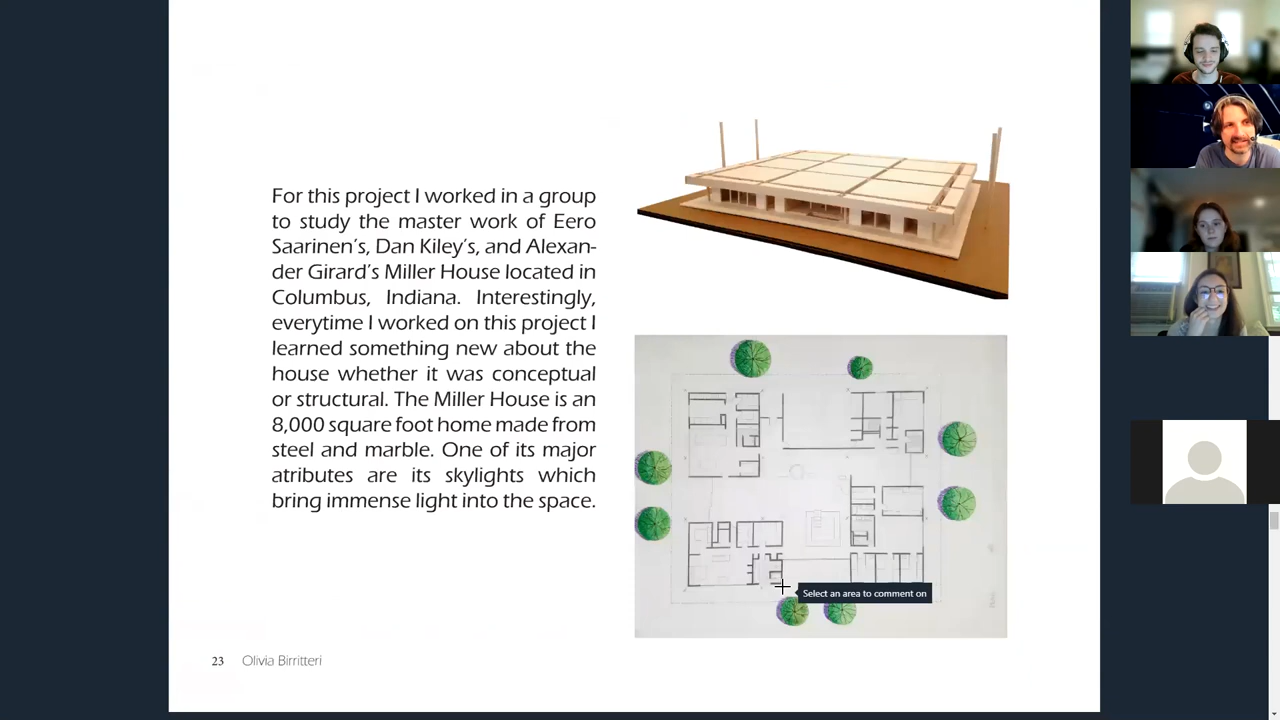 For this project I worked in a group
to study the master work of Eero
Saarinen's, Dan Kiley's, and Alexan-
der Girard's Miller House located in
Columbus, Indiana. Interestingly,
everytime I worked on this project I
learned something new about the
house whether it was conceptual
or structural. The Miller House is an
8,000 square foot home made from
steel and marble. One of its major
atributes are its skylights which
bring immense light into the space.
Select an area to comment on
23 Olivia Birritteri